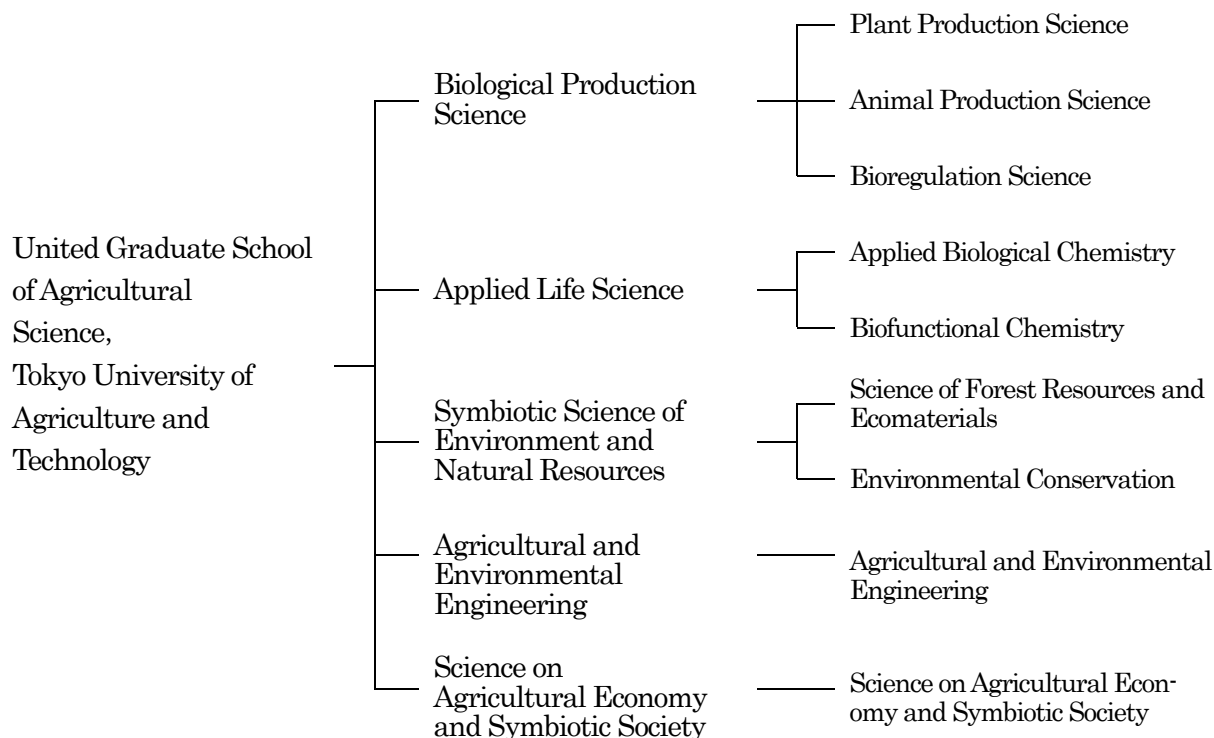 United Graduate School
of Agricultural
Science,
Tokyo University of
Agriculture and
Technology
Biological Production
Science
Plant Production Science
Animal Production Science
Bioregulation Science
Applied Life Science
Applied Biological Chemistry
Biofunctional Chemistry
Symbiotic Science of
Environment and
Natural Resources
Science of Forest Resources and
Ecomaterials
Environmental Conservation
Agricultural and
Environmental
Engineering
Agricultural and Environmental
Engineering
Science on
Agricultural Economy
and Symbiotic Society
Science on Agricultural Econ-
omy and Symbiotic Society